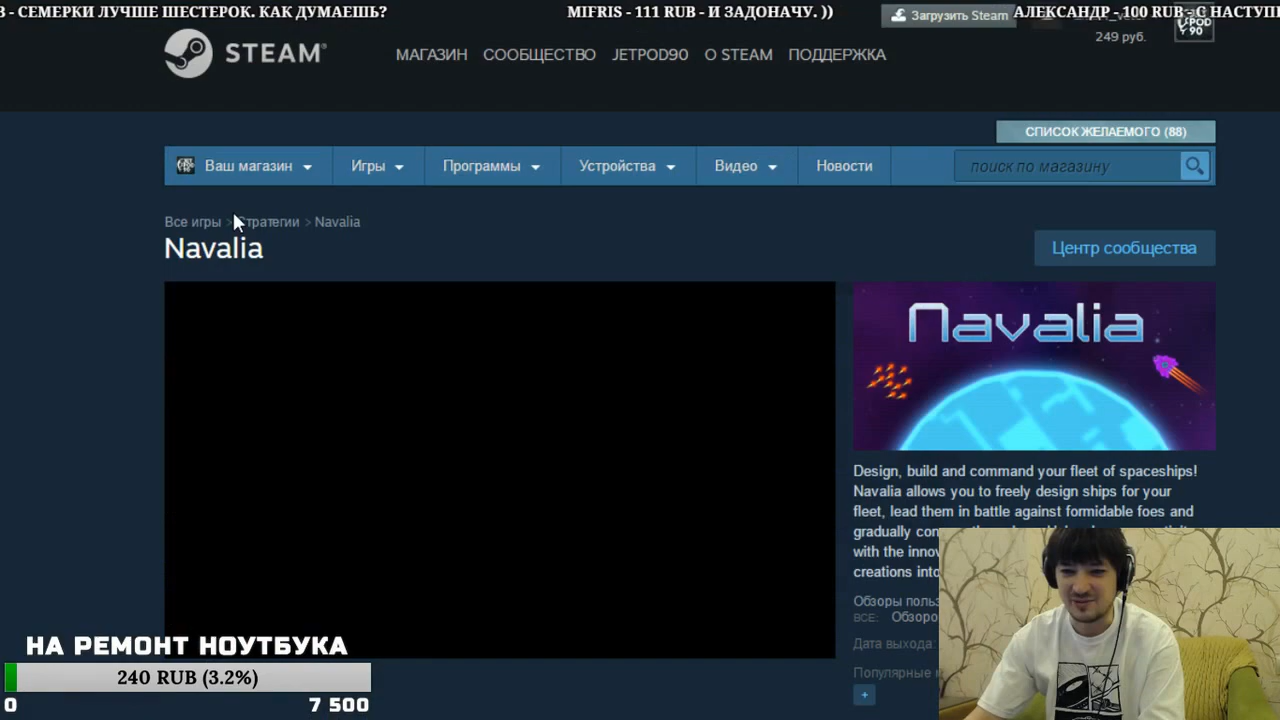 З - СЕМЕРКИ ЛУЧШЕ ШЕСТЕРОК. КАК ДУМАЕШЬ?
MIFRIS - 111 RUB - И ЗАДОНАЧУ. ))
Загрузить Steam
АЛЕКСАНДР - 100 RUB - С НАСТУП
249 руб.
STEAM
МАГАЗИН СООБЩЕСТВО JETPOD90 О STEAM ПОДДЕРЖКА
СПИСОК ЖЕЛАЕМОГО (88)
Ваш магазин Игры Программы Устройства Видео Новости поиск по магазину
Все игры > Стратегии > Navalia
Navalia
Центр сообщества
Navalia
Design, build and command your fleet of spaceships!
Navalia allows you to freely design ships for your
fleet, lead them in battle against formidable foes and
gradually
with the
creations
Обзоры
ВСЕ:
Дата выхода:
Популярные
+
НА РЕМОНТ НОУТБУКА
240 RUB (3.2%)
0 7 500